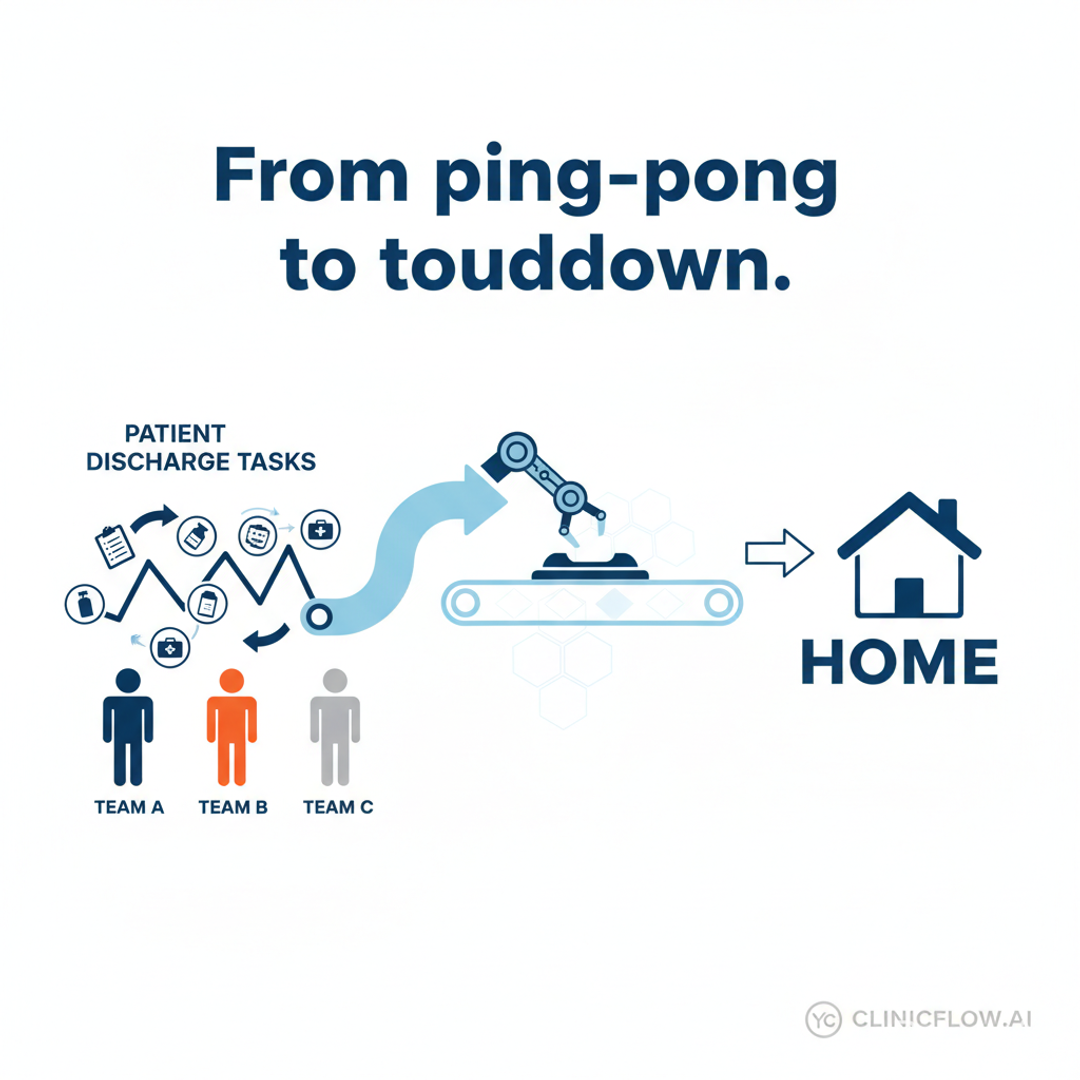 From ping-pong
to touddown.
PATIENT
DISCHARGE TASKS
TEAM A
TEAM B
TEAM C
HOME
YC CLINICFLOW.AI